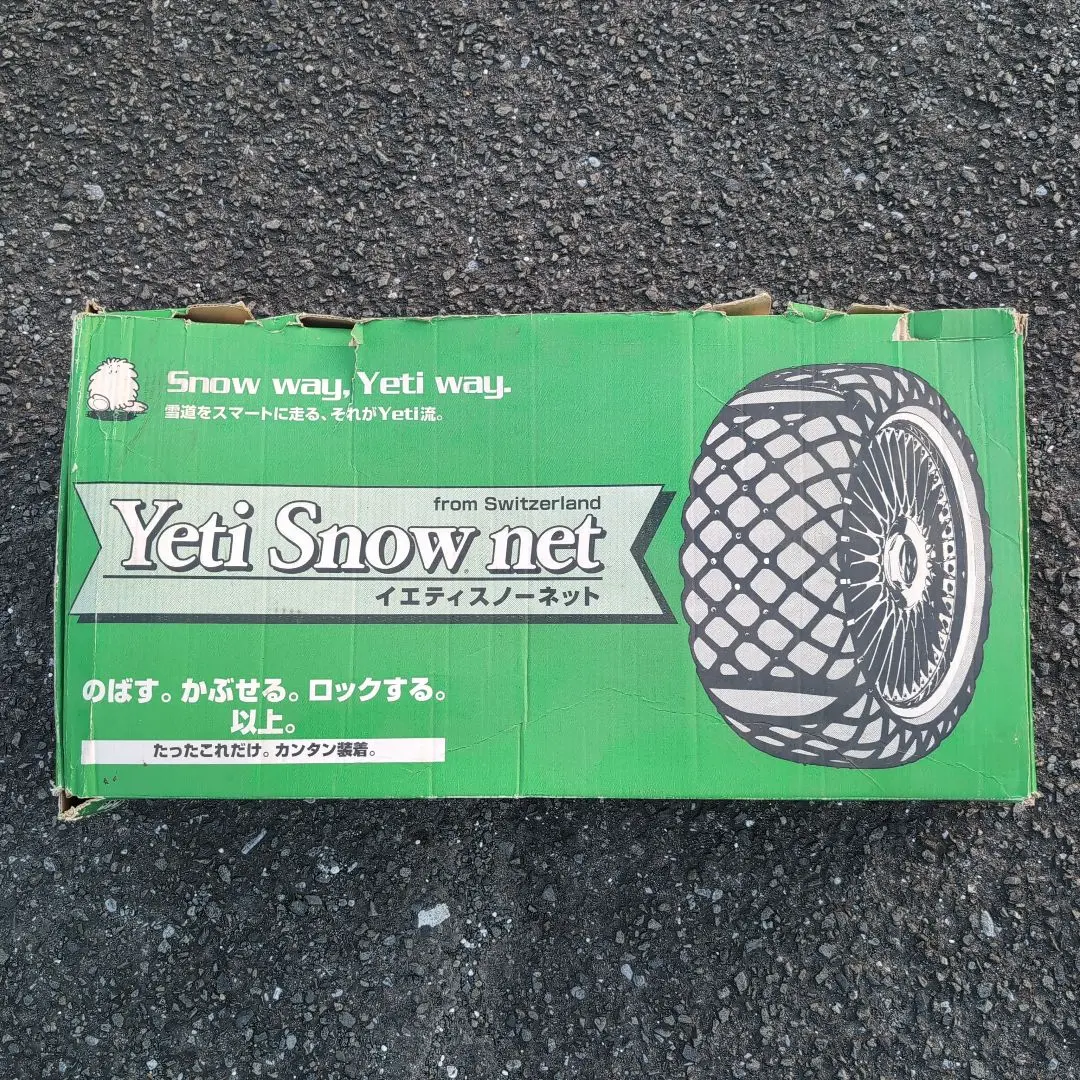 Snow way, Yeti way.
雪道をスマートに走る、それがYeti流。
from Switzerland
Yeti Snow net
イエティスノーネット
のばす。かぶせる。ロックする。
以上。
たったこれだけ。カンタン装着。